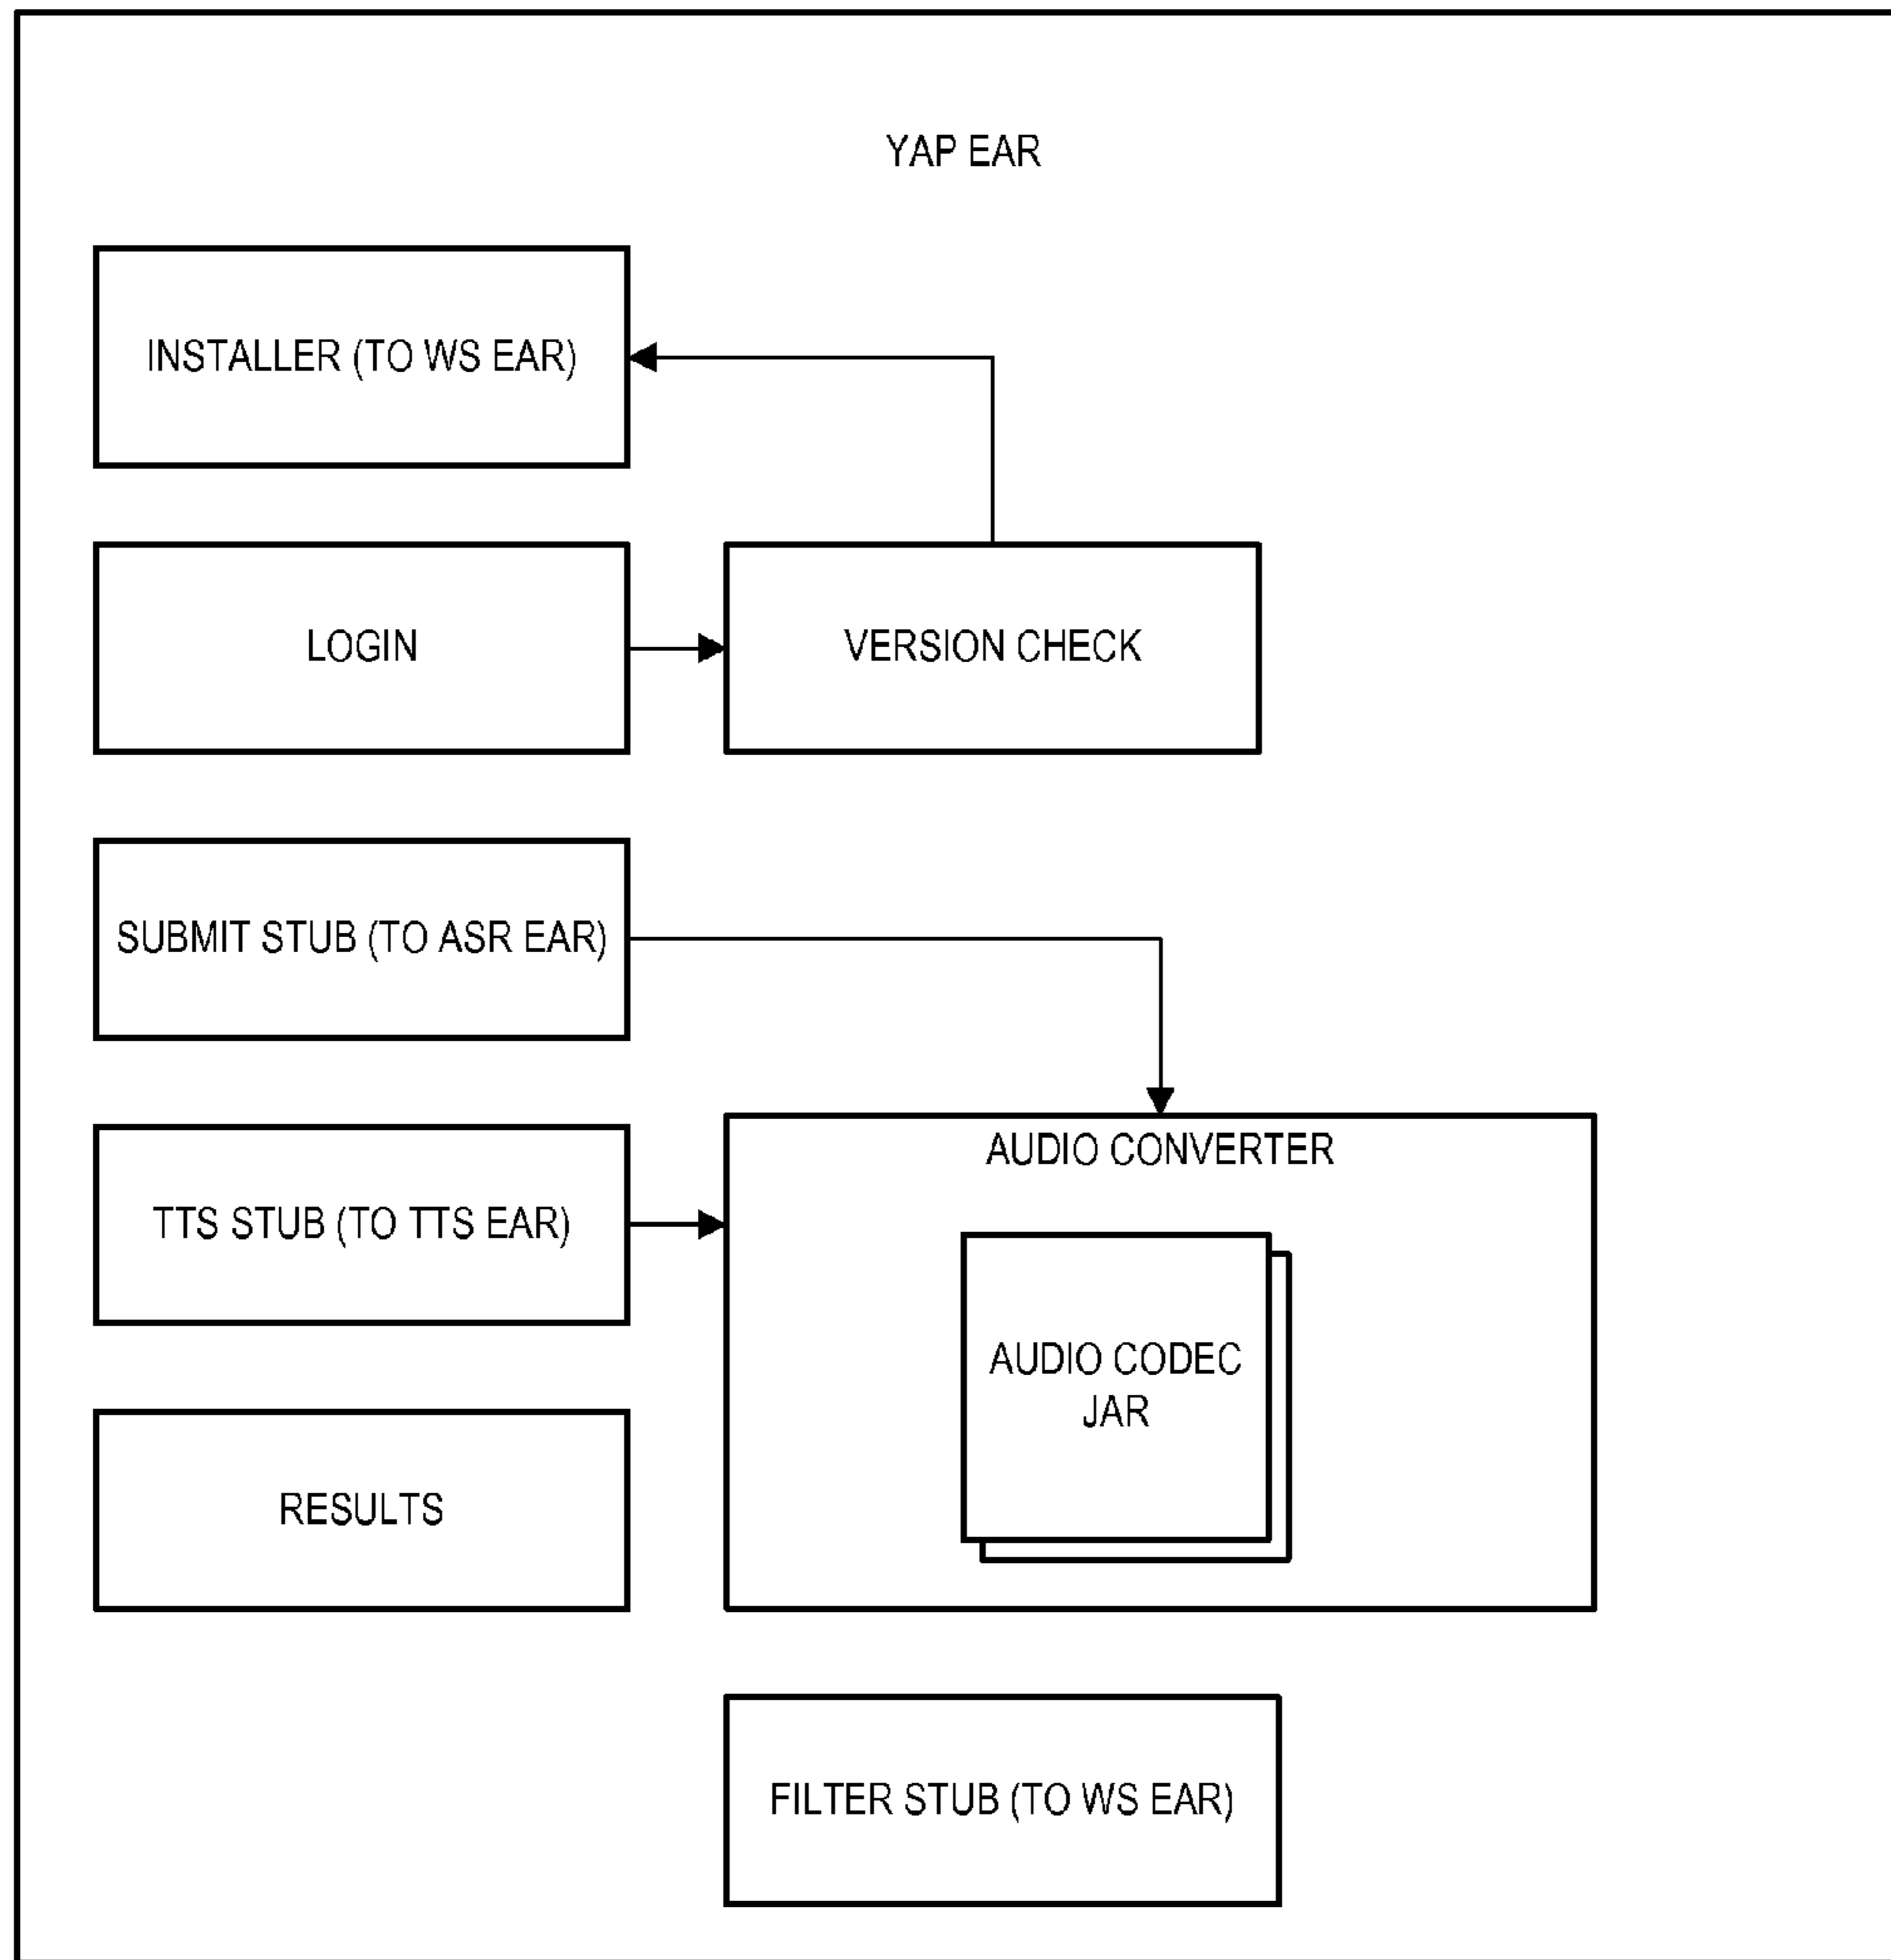 YAP EAR
INSTALLER (TO WS EAR)
LOGIN
VERSION CHECK
SUBMIT STUB (TO ASR EAR)
AUDIO CONVERTER
TTS STUB (TO TTS EAR)
AUDIO CODEC
JAR
RESULTS
FILTER STUB (TO WS EAR)